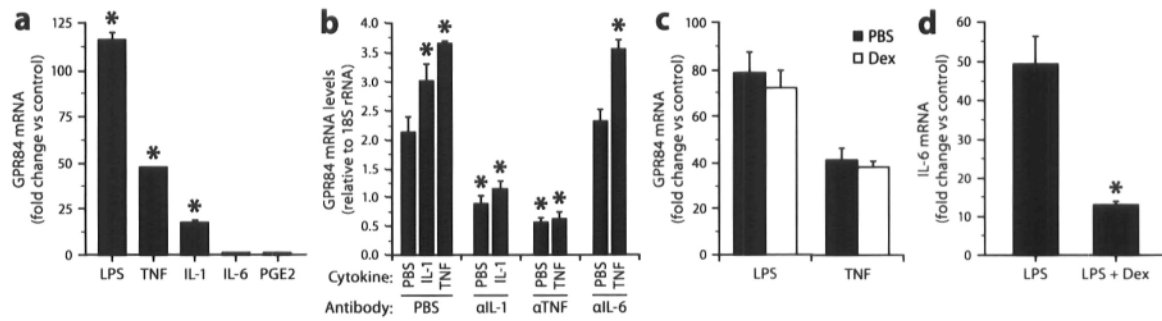 a
GPR84 mRNA
(fold change vs control)
125
100
75
50
25
0
*
*
*
LPS TNF IL-1 IL-6 PGE2
b
GPR84 mRNA levels
(relative to 18S rRNA)
4.0
3.5
3.0
2.5
2.0
1.5
1.0
0.5
0.0
*
*
*
*
*
*
*
Cytokine: PBS IL-1 TNF PBS IL-1 PBS TNF PBS TNF
Antibody: PBS αIL-1 αTNF αIL-6
c
GPR84 mRNA
(fold change vs control)
100
80
60
40
20
0
PBS
Dex
LPS TNF
d
IL-6 mRNA
(fold change vs control)
60
50
40
30
20
10
0
*
LPS LPS + Dex